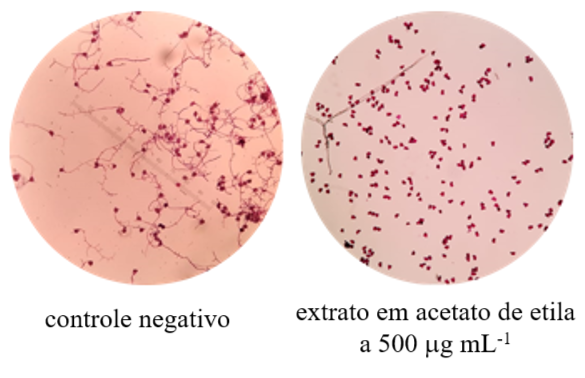 controle negativo
extrato em acetato de etila
a 500 μg mL⁻¹